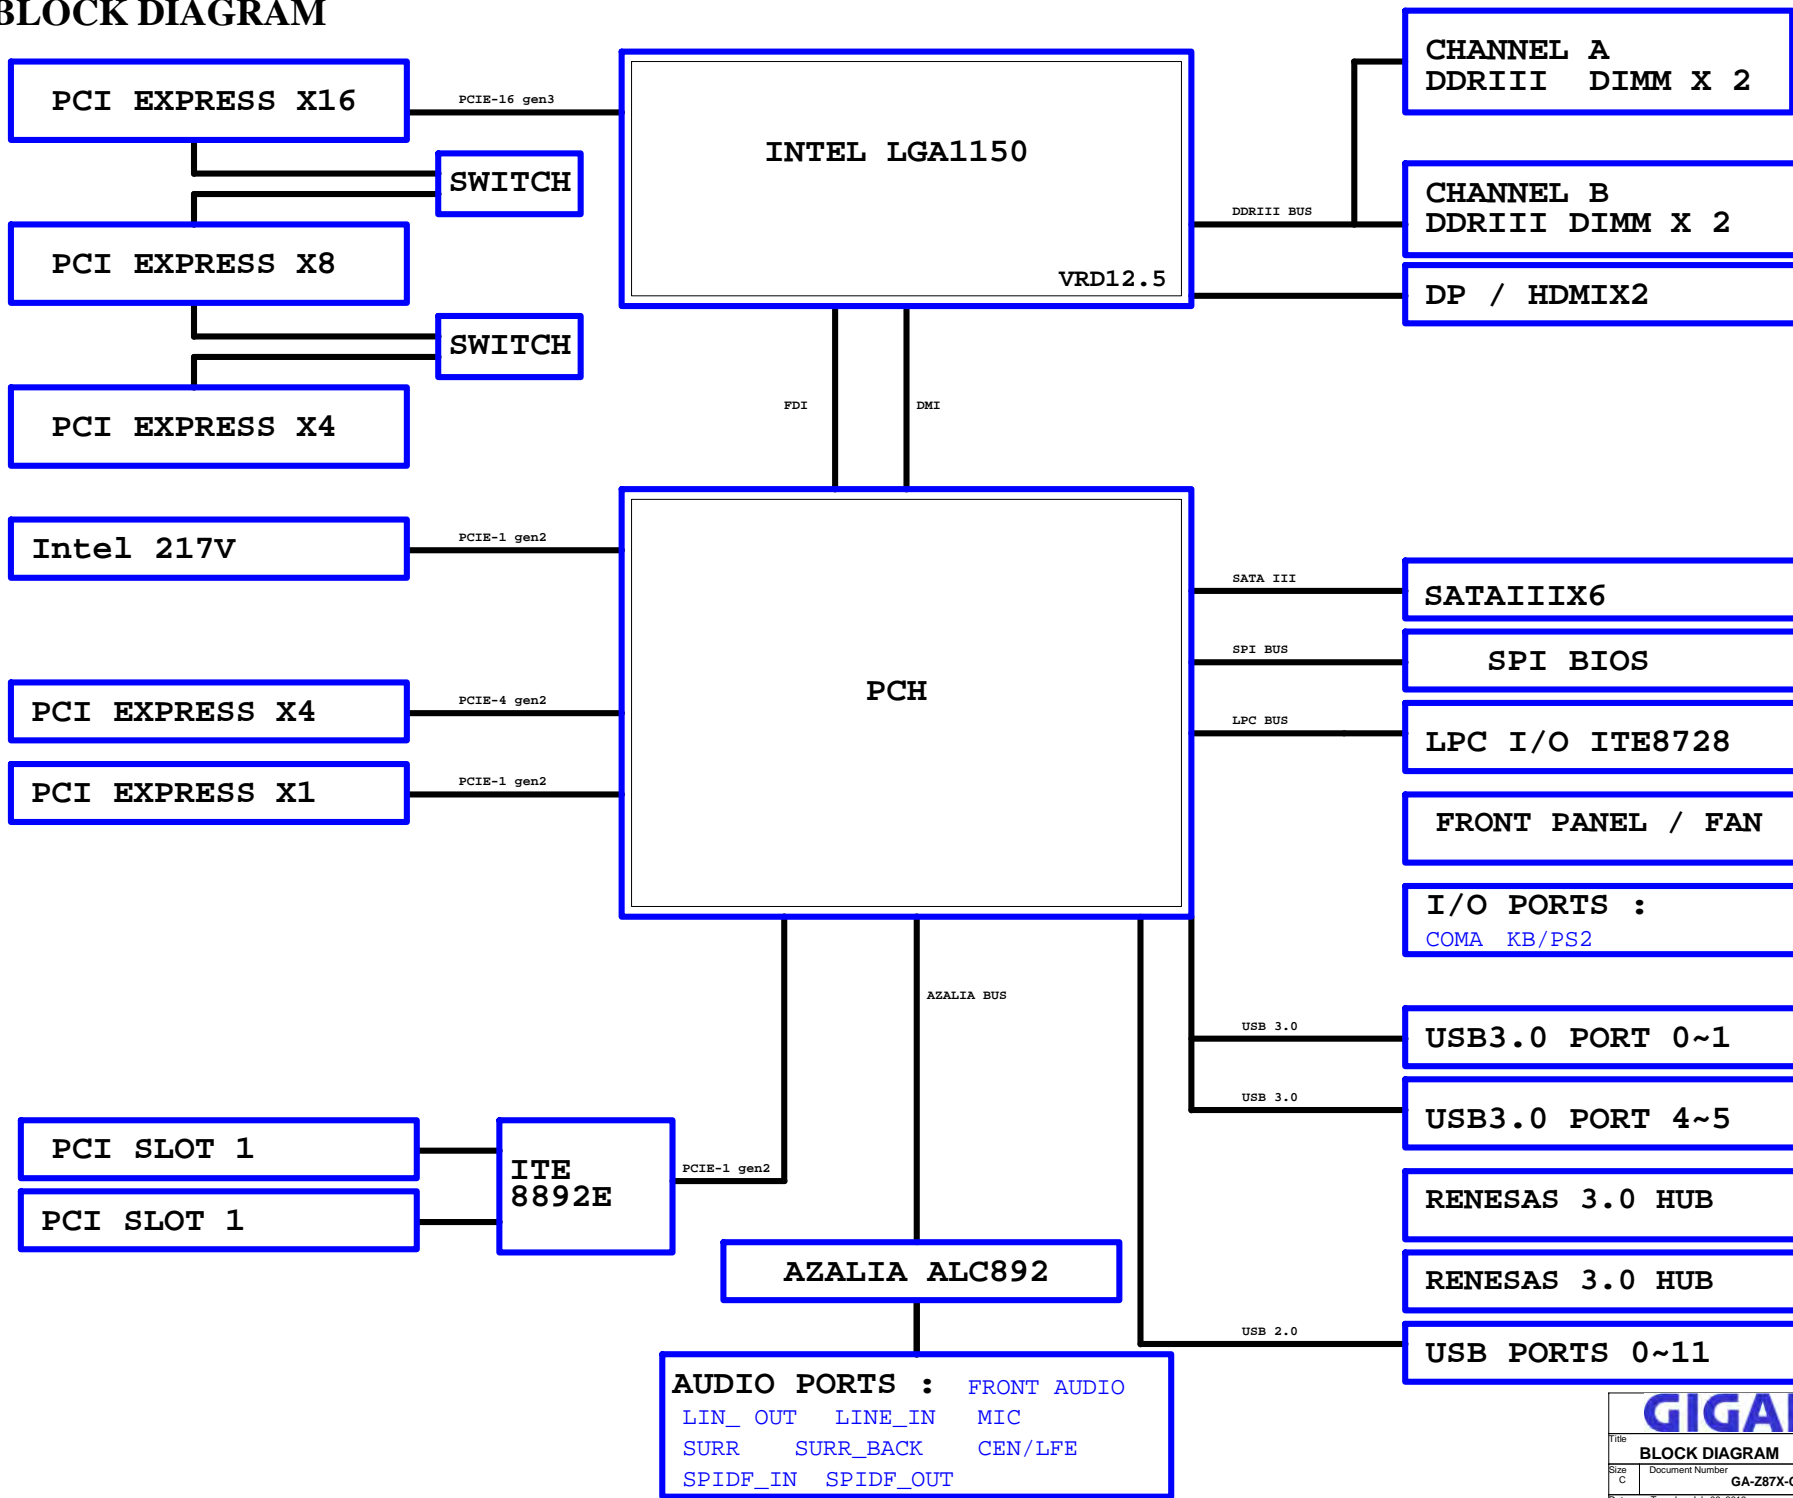 BLOCK DIAGRAM
PCI EXPRESS X16
PCIE-16 gen3
SWITCH
PCI EXPRESS X8
SWITCH
PCI EXPRESS X4
INTEL LGA1150
VRD12.5
CHANNEL A
DDRIII DIMM X 2
DDRIII BUS
CHANNEL B
DDRIII DIMM X 2
DP / HDMIX2
FDI
DMI
Intel 217V
PCIE-1 gen2
PCI EXPRESS X4
PCIE-4 gen2
PCI EXPRESS X1
PCIE-1 gen2
PCH
SATA III
SATAIIIX6
SPI BUS
SPI BIOS
LPC BUS
LPC I/O ITE8728
FRONT PANEL / FAN
I/O PORTS :
COMA KB/PS2
AZALIA BUS
USB 3.0
USB3.0 PORT 0~1
USB 3.0
USB3.0 PORT 4~5
RENESAS 3.0 HUB
RENESAS 3.0 HUB
USB 2.0
USB PORTS 0~11
PCI SLOT 1
PCI SLOT 1
ITE
8892E
PCIE-1 gen2
AZALIA ALC892
AUDIO PORTS : FRONT AUDIO
LIN_ OUT LINE_IN MIC
SURR SURR_BACK CEN/LFE
SPIDF_IN SPIDF_OUT
Title
BLOCK DIAGRAM
Size
C
Document Number